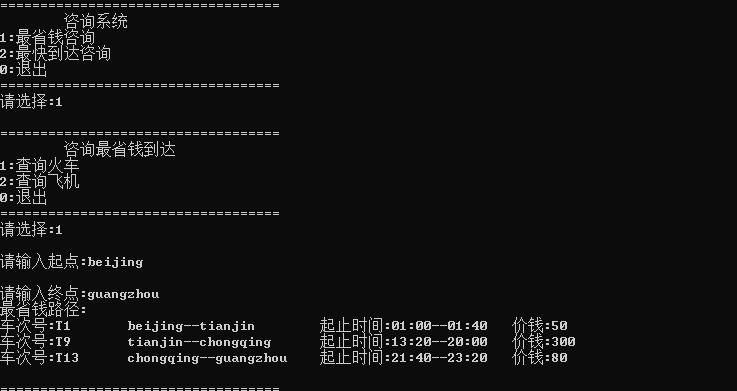 ===================================
咨询系统
1:最省钱咨询
2:最快到达咨询
0:退出
===================================
请选择:1
===================================
咨询最省钱到达
1:查询火车
2:查询飞机
0:退出
===================================
请选择:1
请输入起点:beijing
请输入终点:guangzhou
最省钱路径:
车次号:T1 beijing--tianjin 起止时间:01:00--01:40 价钱:50
车次号:T9 tianjin--chongqing 起止时间:13:20--20:00 价钱:300
车次号:T13 chongqing--guangzhou 起止时间:21:40--23:20 价钱:80
===================================